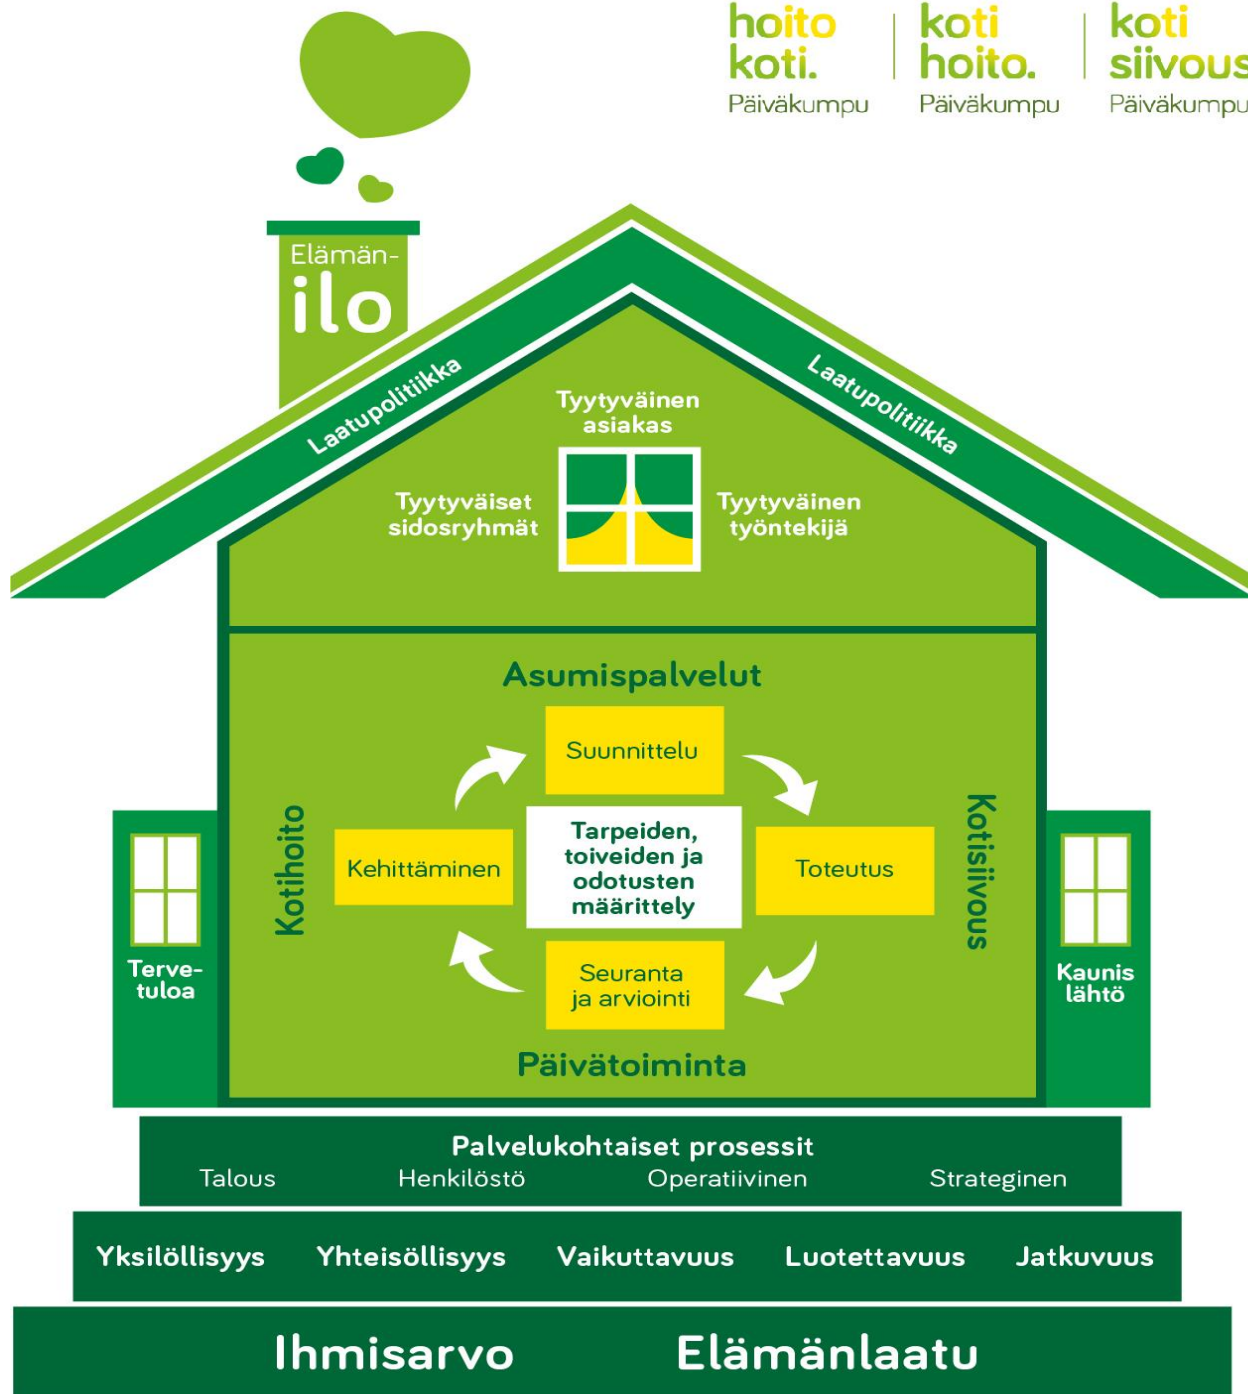 hoito
koti.
Päiväkumpu
koti
hoito.
Päiväkumpu
koti
siivous
Päiväkumpu
Elämän-
ilo
Laatupolitiikka
Laatupolitiikka
Tyytyväinen
asiakas
Tyytyväiset
sidosryhmät
Tyytyväinen
työntekijä
Asumispalvelut
Suunnittelu
Kotihoito
Kehittäminen
Tarpeiden,
toiveiden ja
odotusten
määrittely
Toteutus
Kotisiivous
Seuranta
ja arviointi
Päivätoiminta
Terve-
tuloa
Kaunis
lähtö
Palvelukohtaiset prosessit
Talous Henkilöstö Operatiivinen Strateginen
Yksilöllisyys Yhteisöllisyys Vaikuttavuus Luotettavuus Jatkuvuus
Ihmisarvo Elämänlaatu